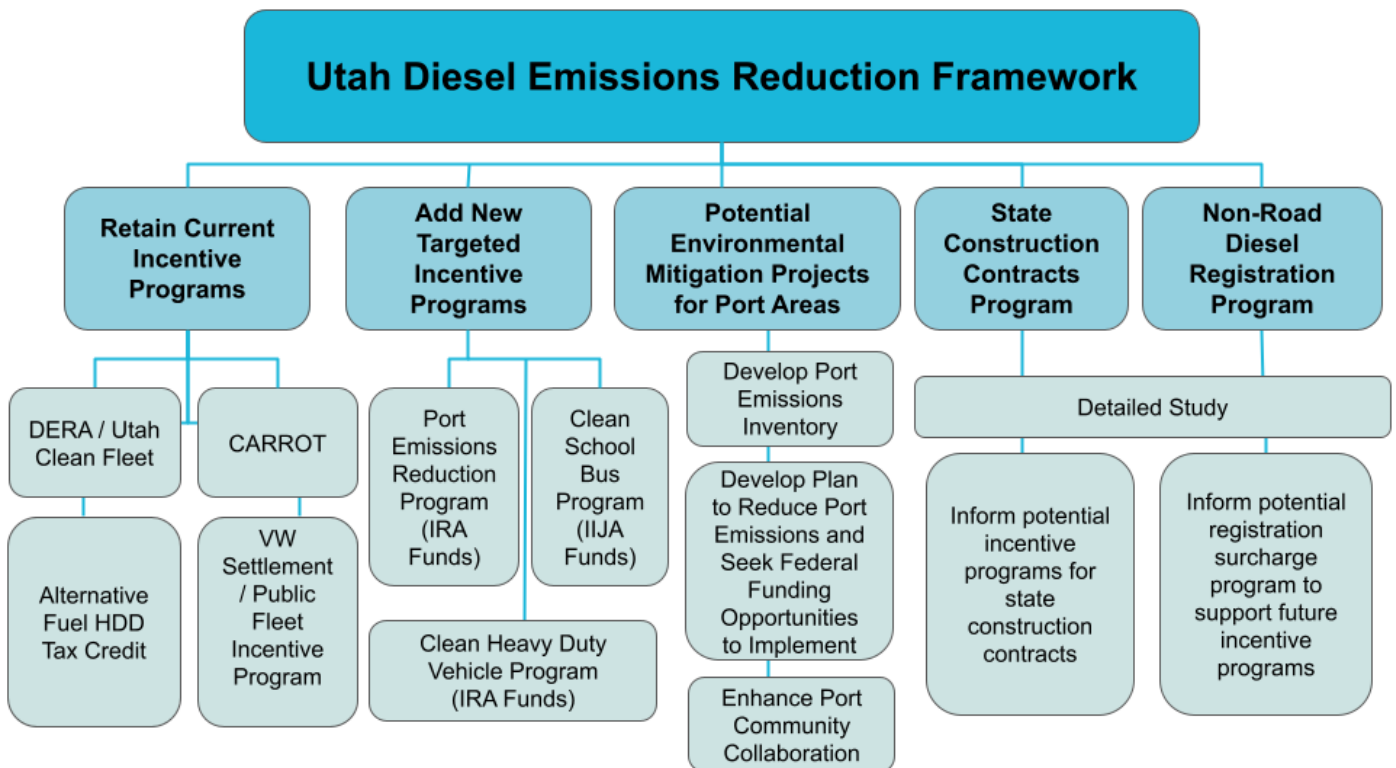 Utah Diesel Emissions Reduction Framework
Retain Current
Incentive
Programs
Add New
Targeted
Incentive
Programs
Potential
Environmental
Mitigation Projects
for Port Areas
State
Construction
Contracts
Program
Non-Road
Diesel
Registration
Program
DERA / Utah
Clean Fleet
CARROT
Alternative
Fuel HDD
Tax Credit
VW
Settlement
/ Public
Fleet
Incentive
Program
Port
Emissions
Reduction
Program
(IRA
Funds)
Clean
School
Bus
Program
(IIJA
Funds)
Clean Heavy Duty
Vehicle Program
(IRA Funds)
Develop Port
Emissions
Inventory
Develop Plan
to Reduce Port
Emissions and
Seek Federal
Funding
Opportunities
to Implement
Enhance Port
Community
Collaboration
Detailed Study
Inform potential
incentive
programs for
state
construction
contracts
Inform potential
registration
surcharge
program to
support future
incentive
programs